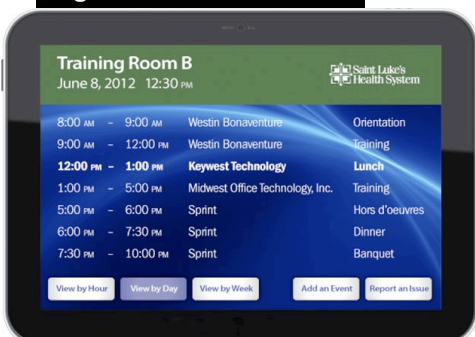 Training Room B
June 8, 2012 12:30 PM
Saint Luke's
Health System
8:00 AM – 9:00 AM Westin Bonaventure Orientation
9:00 AM – 12:00 PM Westin Bonaventure Training
12:00 PM – 1:00 PM Keywest Technology Lunch
1:00 PM – 5:00 PM Midwest Office Technology, Inc. Training
5:00 PM – 6:00 PM Sprint Hors d'oeuvres
6:00 PM – 7:30 PM Sprint Dinner
7:30 PM – 10:00 PM Sprint Banquet
View by Hour View by Day View by Week Add an Event Report an Issue